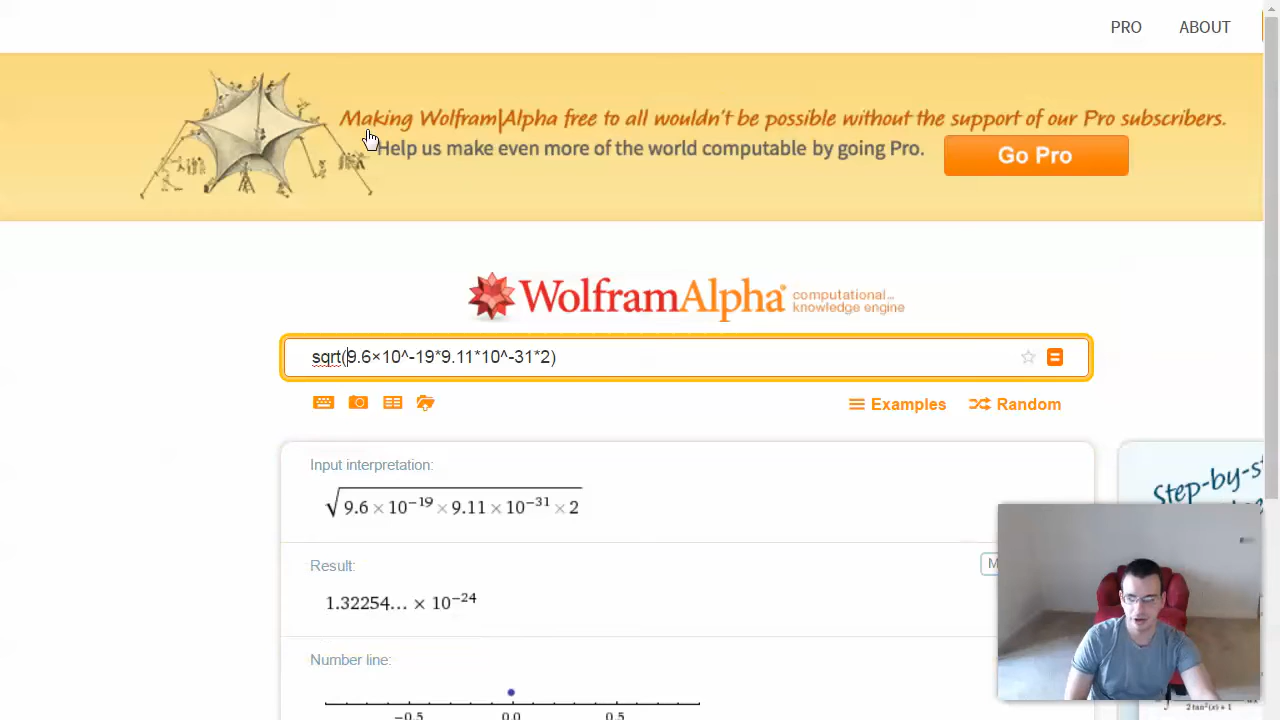 PRO ABOUT
Making Wolfram|Alpha free to all wouldn't be possible without the support of our Pro subscribers.
Help us make even more of the world computable by going Pro.
Go Pro
WolframAlpha computational... knowledge engine
sqrt(9.6×10^-19*9.11*10^-31*2)
Examples Random
Input interpretation:
√9.6 × 10⁻¹⁹ × 9.11 × 10⁻³¹ × 2
Step-by-st
Result:
M
1.32254... × 10⁻²⁴
Number line:
-0.5 0.0 0.5